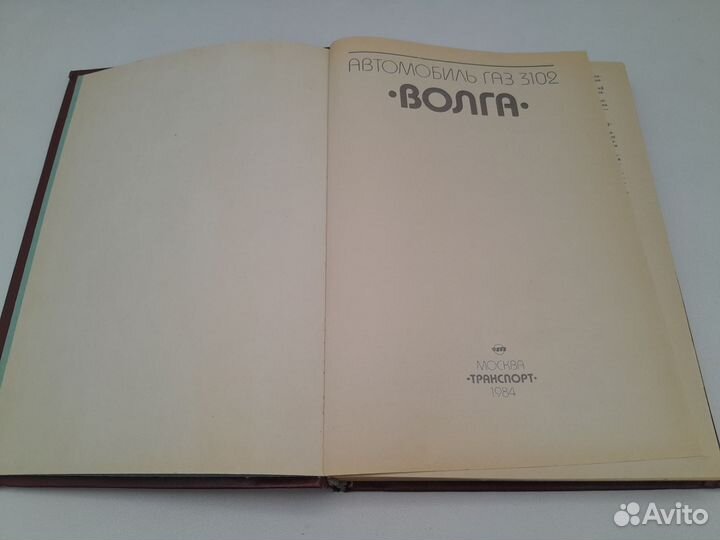 АВТОМОБИЛЬ ГАЗ 3102
•ВОЛГА•
МОСКВА
•ТРАНСПОРТ•
1984
Avito